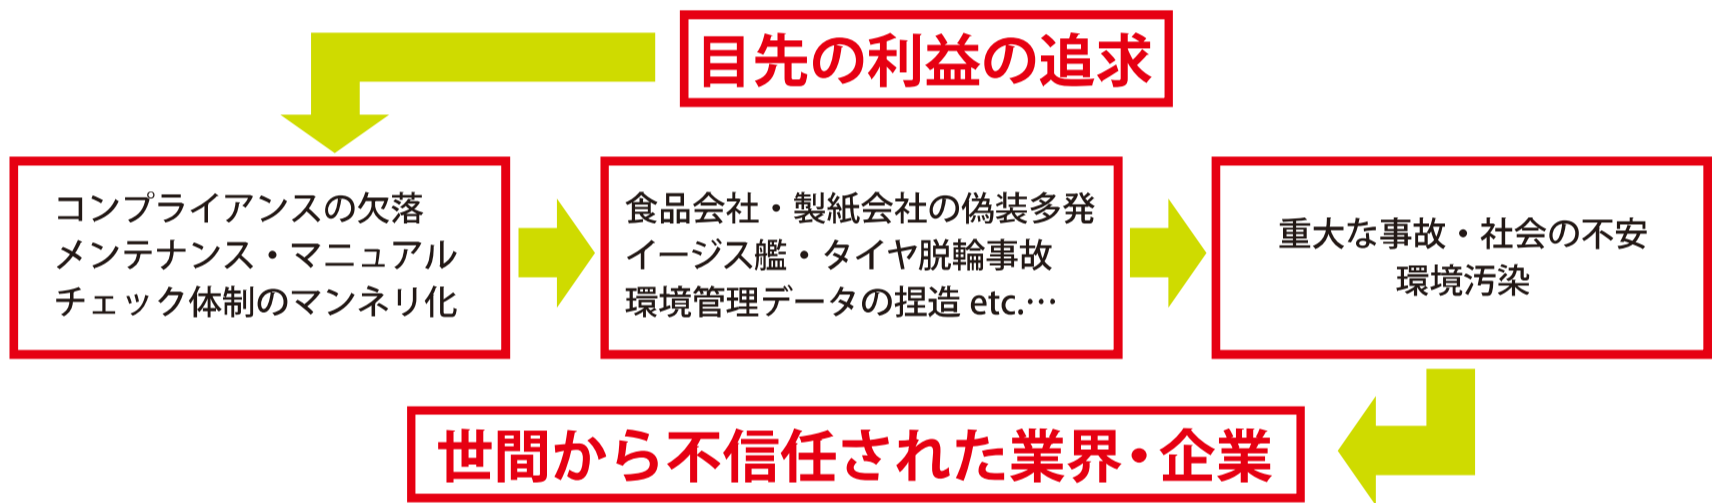 目先の利益の追求
コンプライアンスの欠落
メンテナンス・マニュアル
チェック体制のマンネリ化
食品会社・製紙会社の偽装多発
イージス艦・タイヤ脱輪事故
環境管理データの捏造 etc.…
重大な事故・社会の不安
環境汚染
世間から不信任された業界・企業